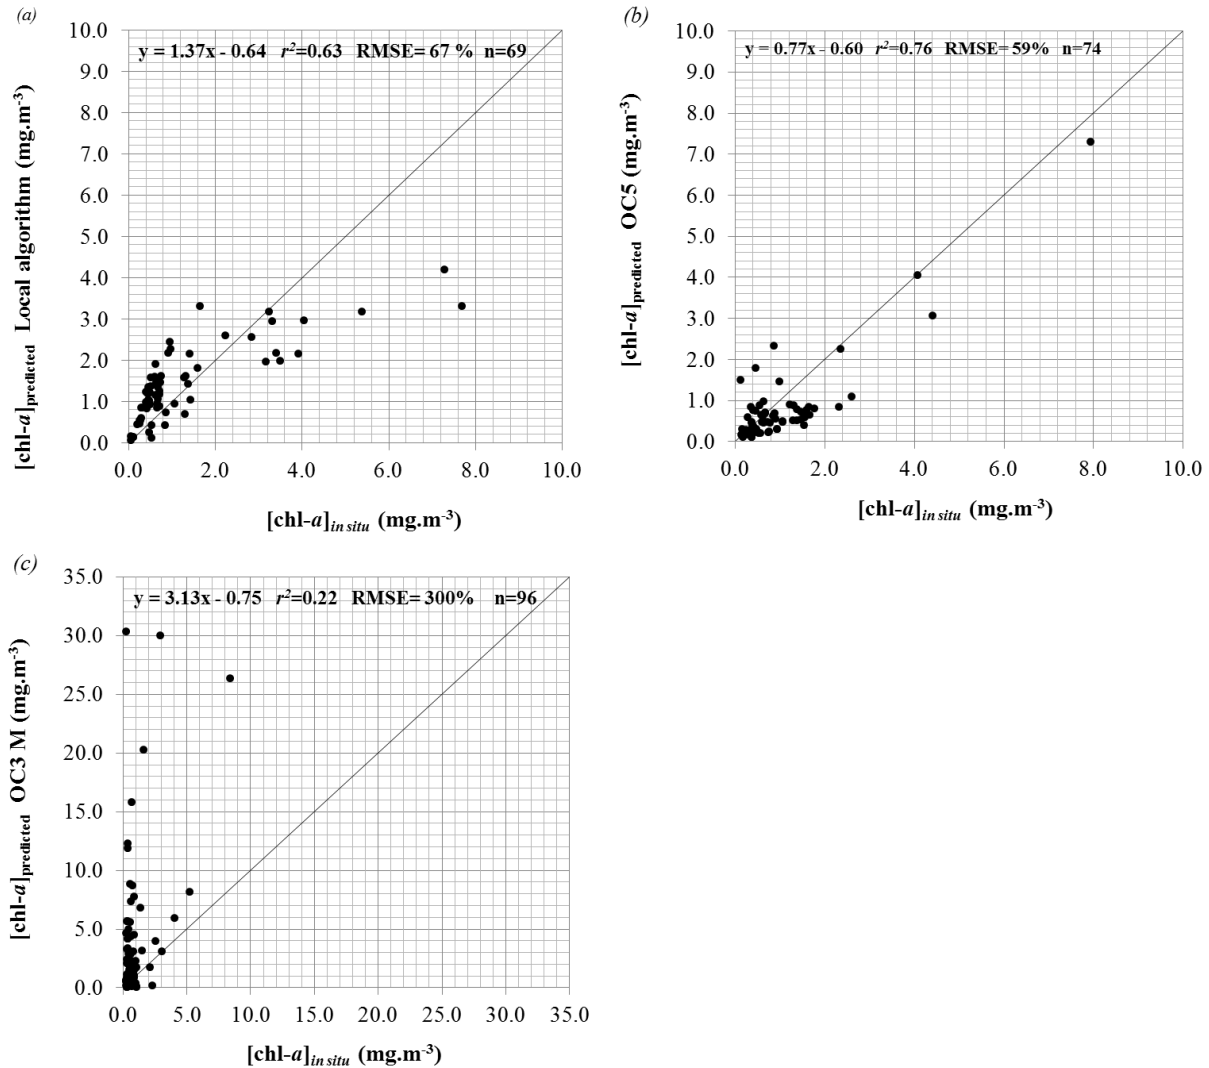 (a)
y = 1.37x - 0.64 r²=0.63 RMSE= 67 % n=69
[chl-a]predicted Local algorithm (mg.m-3)
10.0
9.0
8.0
7.0
6.0
5.0
4.0
3.0
2.0
1.0
0.0
0.0 2.0 4.0 6.0 8.0 10.0
[chl-a]in situ (mg.m-3)
(b)
y = 0.77x - 0.60 r²=0.76 RMSE= 59% n=74
[chl-a]predicted OC5 (mg.m-3)
10.0
9.0
8.0
7.0
6.0
5.0
4.0
3.0
2.0
1.0
0.0
0.0 2.0 4.0 6.0 8.0 10.0
[chl-a]in situ (mg.m-3)
(c)
y = 3.13x - 0.75 r²=0.22 RMSE= 300% n=96
[chl-a]predicted OC3 M (mg.m-3)
35.0
30.0
25.0
20.0
15.0
10.0
5.0
0.0
0.0 5.0 10.0 15.0 20.0 25.0 30.0 35.0
[chl-a]in situ (mg.m-3)